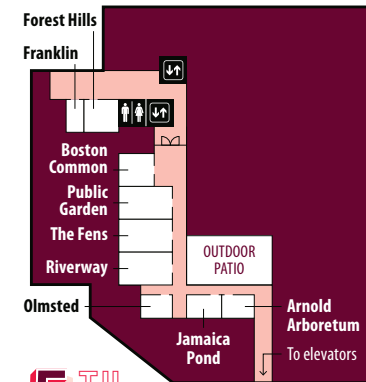 Forest Hills
Franklin
Boston
Common
Public
Garden
The Fens
Riverway
OUTDOOR
PATIO
Olmsted
Jamaica
Pond
Arnold
Arboretum
To elevators